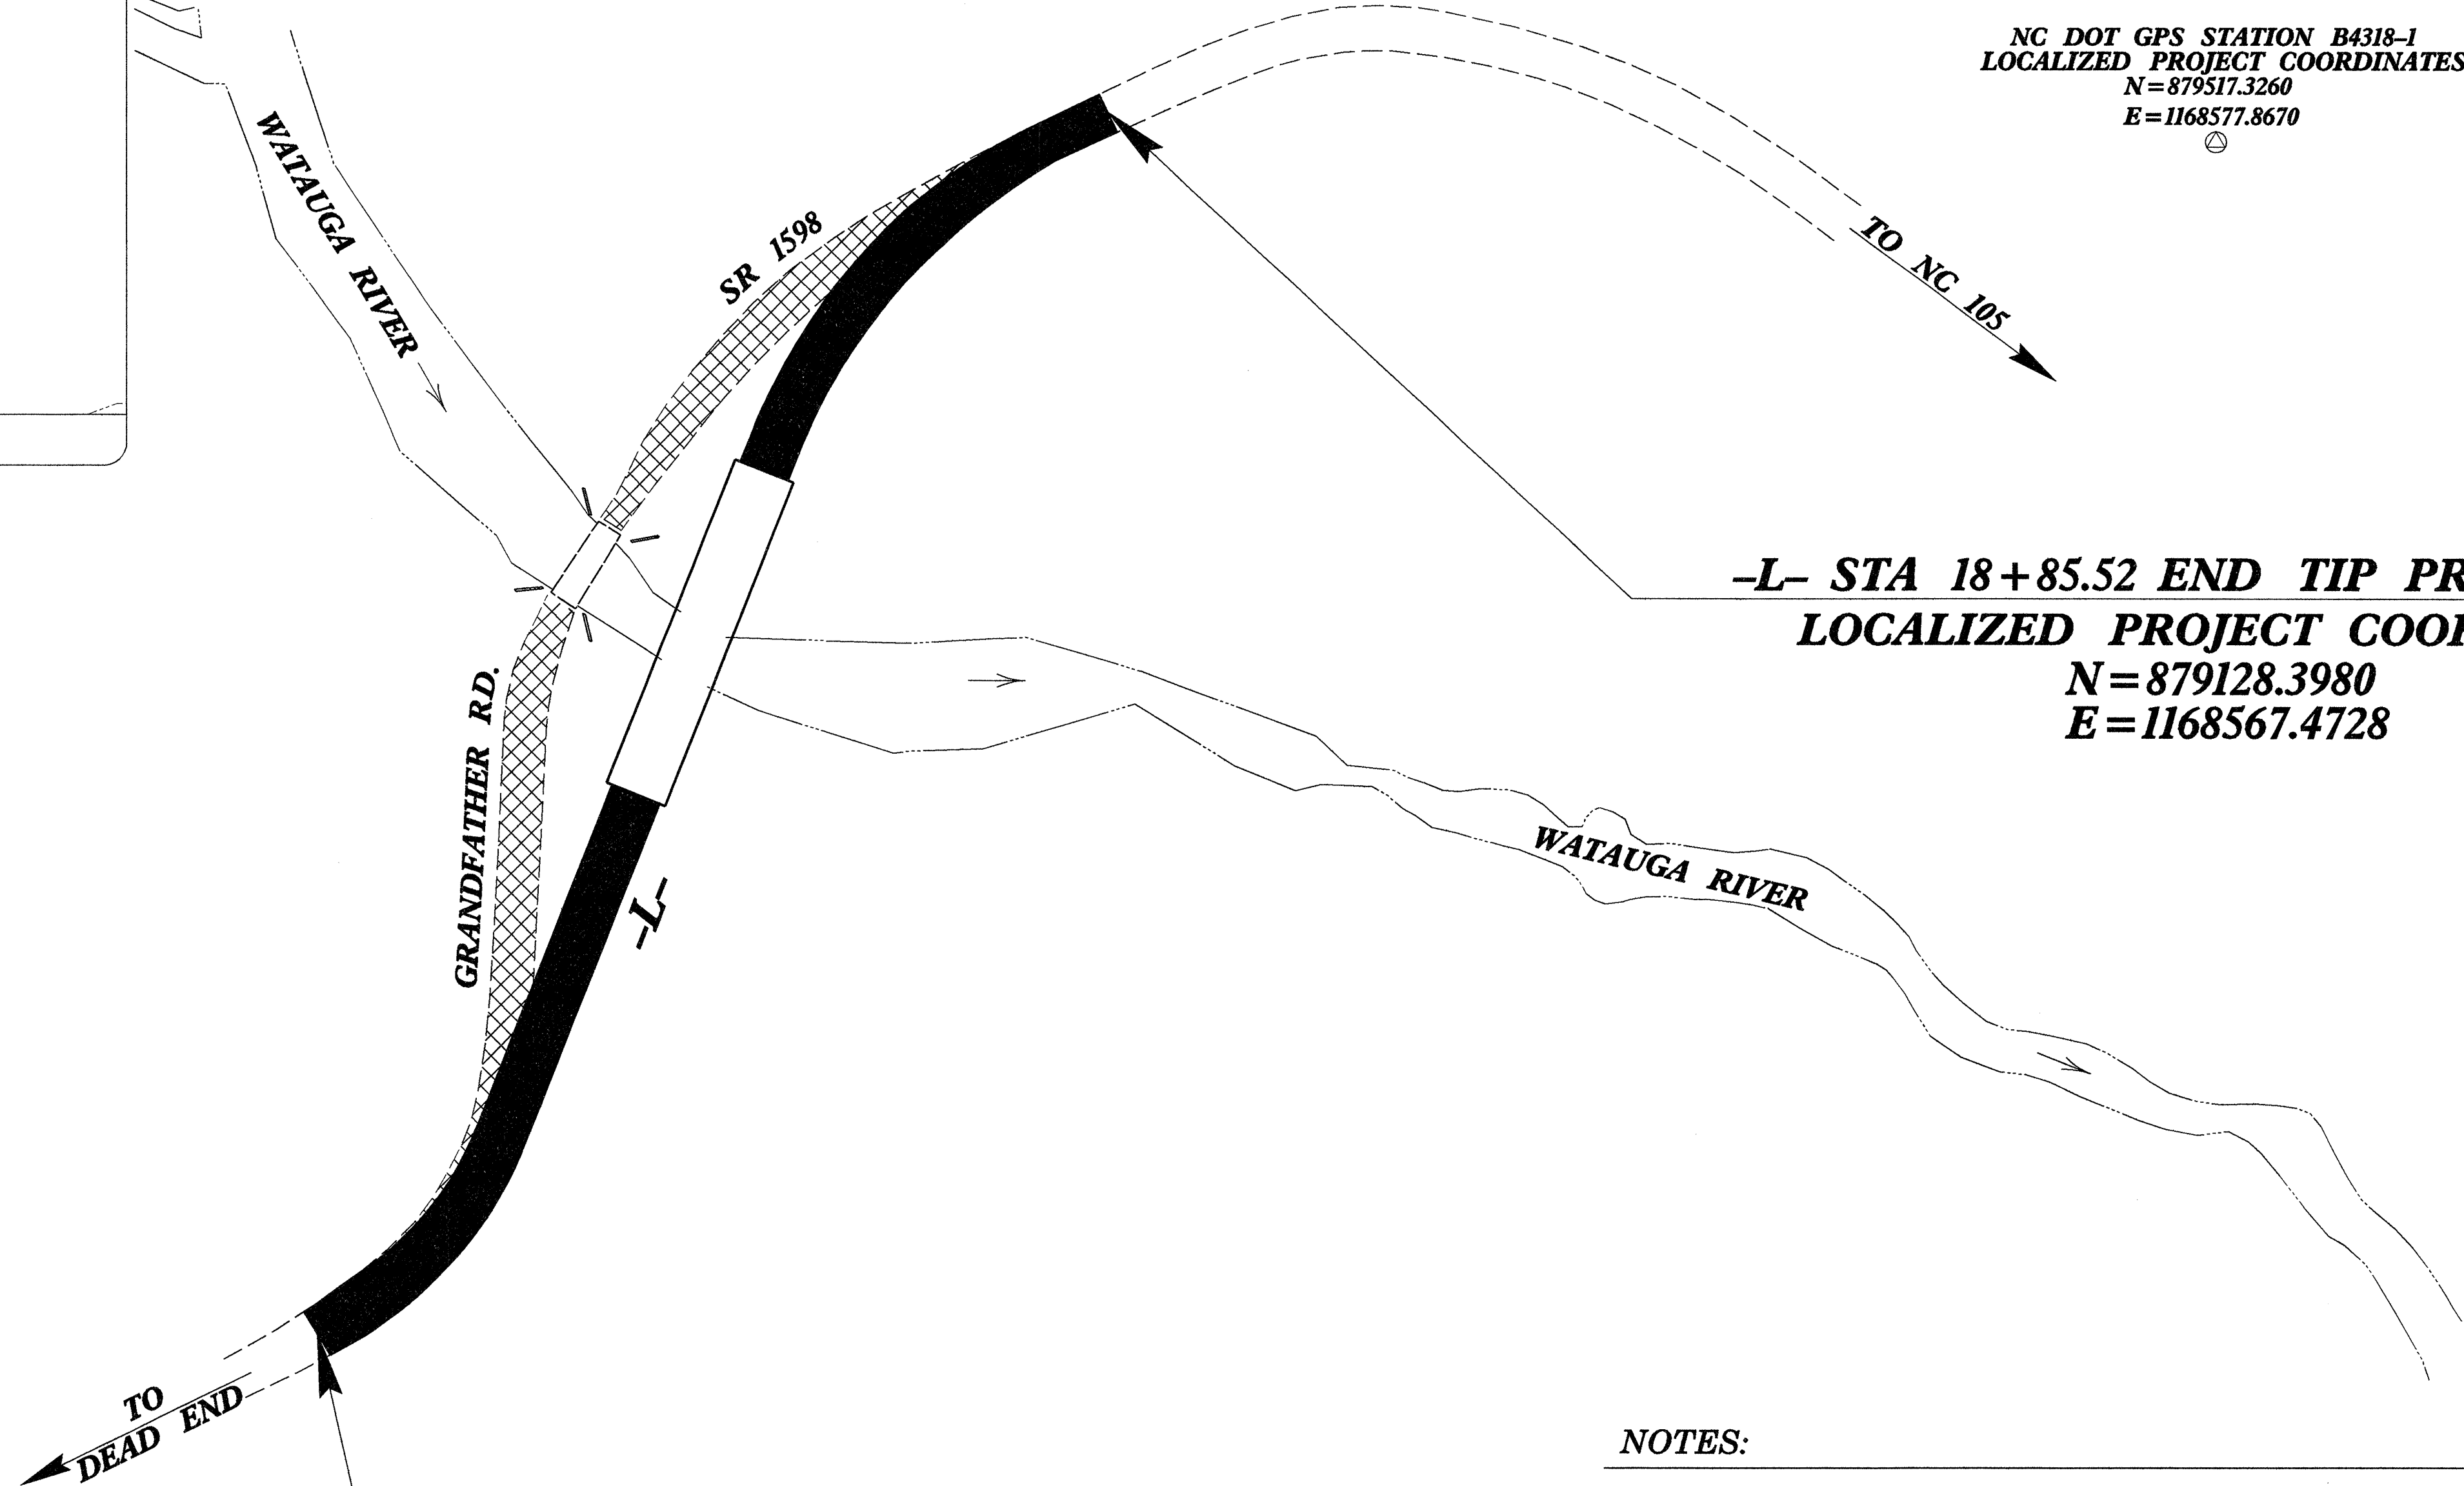 NC DOT GPS STATION B4318-1
LOCALIZED PROJECT COORDINATES
N=879517.3260
E=1168577.8670
WATAUGA RIVER
SR 1598
TO NC 105
-L- STA 18+85.52 END TIP PR
LOCALIZED PROJECT COOR
N=879128.3980
E=1168567.4728
GRANDFATHER RD.
-L-
WATAUGA RIVER
TO
DEAD END
NOTES: